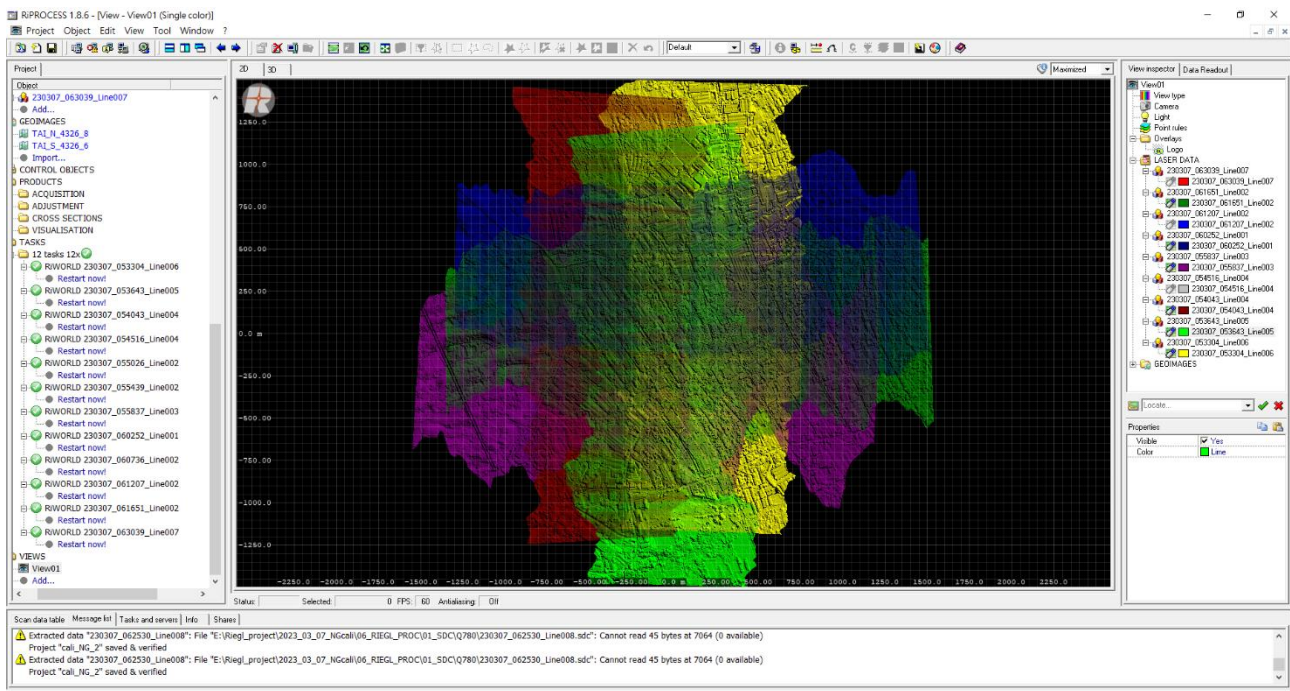 RiPROCESS 1.8.6 - [View - View01 (Single color)]
Project Object Edit View Tool Window ?
Default
Project
Object
230307_063039_Line007
Add...
GEOIMAGES
TAI_N_4326_8
TAI_S_4326_6
Import...
CONTROL OBJECTS
PRODUCTS
ACQUISITION
ADJUSTMENT
CROSS SECTIONS
VISUALISATION
TASKS
12 tasks 12x
RiWORLD 230307_053304_Line006
Restart now!
RiWORLD 230307_053643_Line005
Restart now!
RiWORLD 230307_054043_Line004
Restart now!
RiWORLD 230307_054516_Line004
Restart now!
RiWORLD 230307_055026_Line002
Restart now!
RiWORLD 230307_055439_Line002
Restart now!
RiWORLD 230307_055837_Line003
Restart now!
RiWORLD 230307_060252_Line001
Restart now!
RiWORLD 230307_060736_Line002
Restart now!
RiWORLD 230307_061207_Line002
Restart now!
RiWORLD 230307_061651_Line002
Restart now!
RiWORLD 230307_063039_Line007
Restart now!
VIEWS
View01
Add...
2D 3D Maximized
1250.0
1000.0
750.00
500.00
250.00
0.0 m
-250.00
-500.00
-750.00
-1000.0
-1250.0
-2250.0 -2000.0 -1750.0 -1500.0 -1250.0 -1000.0 -750.00 -500.00 -250.00 0.0 m 250.00 500.00 750.00 1000.0 1250.0 1500.0 1750.0 2000.0 2250.0
Status: Selected: 0 FPS: 60 Antialiasing: Off
View inspector Data Readout
View01
View type
Camera
Light
Point rules
Overlays
Logo
LASER DATA
230307_063039_Line007
230307_063039_Line007
230307_061651_Line002
230307_061651_Line002
230307_061207_Line002
230307_061207_Line002
230307_060252_Line001
230307_060252_Line001
230307_055837_Line003
230307_055837_Line003
230307_054516_Line004
230307_054516_Line004
230307_054043_Line004
230307_054043_Line004
230307_053643_Line005
230307_053643_Line005
230307_053304_Line006
230307_053304_Line006
GEOIMAGES
Locate...
Properties
Visible Yes
Color Lime
Scan data table Message list Tasks and servers Info Shares
Extracted data "230307_062530_Line008": File "E:\Riegl_project\2023_03_07_NGcali\06_RIEGL_PROC\01_SDC\Q780\230307_062530_Line008.sdc": Cannot read 45 bytes at 7064 (0 available)
Project "cali_NG_2" saved & verified
Extracted data "230307_062530_Line008": File "E:\Riegl_project\2023_03_07_NGcali\06_RIEGL_PROC\01_SDC\Q780\230307_062530_Line008.sdc": Cannot read 45 bytes at 7064 (0 available)
Project "cali_NG_2" saved & verified